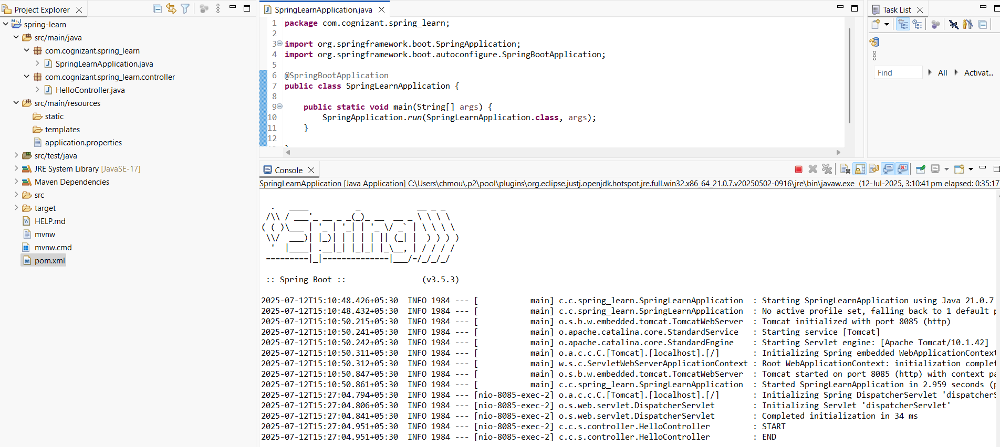 Project Explorer
spring-learn
src/main/java
com.cognizant.spring_learn
SpringLearnApplication.java
com.cognizant.spring_learn.controller
HelloController.java
src/main/resources
static
templates
application.properties
src/test/java
JRE System Library [JavaSE-17]
Maven Dependencies
src
target
HELP.md
mvnw
mvnw.cmd
pom.xml
SpringLearnApplication.java
1 package com.cognizant.spring_learn;
2
3 import org.springframework.boot.SpringApplication;
4 import org.springframework.boot.autoconfigure.SpringBootApplication;
5
6 @SpringBootApplication
7 public class SpringLearnApplication {
8
9 public static void main(String[] args) {
10 SpringApplication.run(SpringLearnApplication.class, args);
11 }
12
Task List
Find All Activat...
Console
SpringLearnApplication [Java Application] C:\Users\chmou\.p2\pool\plugins\org.eclipse.justj.openjdk.hotspot.jre.full.win32.x86_64_21.0.7.v20250502-0916\jre\bin\javaw.exe (12-Jul-2025, 3:10:41 pm elapsed: 0:35:17
Spring
:: Spring Boot :: (v3.5.3)
2025-07-12T15:10:48.426+05:30 INFO 1984 --- [ main] c.c.spring_learn.SpringLearnApplication : Starting SpringLearnApplication using Java 21.0.7
2025-07-12T15:10:48.432+05:30 INFO 1984 --- [ main] c.c.spring_learn.SpringLearnApplication : No active profile set, falling back to 1 default p
2025-07-12T15:10:50.215+05:30 INFO 1984 --- [ main] o.s.b.w.embedded.tomcat.TomcatWebServer : Tomcat initialized with port 8085 (http)
2025-07-12T15:10:50.241+05:30 INFO 1984 --- [ main] o.apache.catalina.core.StandardService : Starting service [Tomcat]
2025-07-12T15:10:50.242+05:30 INFO 1984 --- [ main] o.apache.catalina.core.StandardEngine : Starting Servlet engine: [Apache Tomcat/10.1.42]
2025-07-12T15:10:50.311+05:30 INFO 1984 --- [ main] o.a.c.c.C.[Tomcat].[localhost].[/] : Initializing Spring embedded WebApplicationContext
2025-07-12T15:10:50.312+05:30 INFO 1984 --- [ main] w.s.c.ServletWebServerApplicationContext : Root WebApplicationContext: initialization complet
2025-07-12T15:10:50.847+05:30 INFO 1984 --- [ main] o.s.b.w.embedded.tomcat.TomcatWebServer : Tomcat started on port 8085 (http) with context pa
2025-07-12T15:10:50.861+05:30 INFO 1984 --- [ main] c.c.spring_learn.SpringLearnApplication : Started SpringLearnApplication in 2.959 seconds (p
2025-07-12T15:27:04.794+05:30 INFO 1984 --- [nio-8085-exec-2] o.a.c.c.C.[Tomcat].[localhost].[/] : Initializing Spring DispatcherServlet 'dispatcherS
2025-07-12T15:27:04.806+05:30 INFO 1984 --- [nio-8085-exec-2] o.s.web.servlet.DispatcherServlet : Initializing Servlet 'dispatcherServlet'
2025-07-12T15:27:04.841+05:30 INFO 1984 --- [nio-8085-exec-2] o.s.web.servlet.DispatcherServlet : Completed initialization in 34 ms
2025-07-12T15:27:04.951+05:30 INFO 1984 --- [nio-8085-exec-2] c.c.s.controller.HelloController : START
2025-07-12T15:27:04.951+05:30 INFO 1984 --- [nio-8085-exec-2] c.c.s.controller.HelloController : END